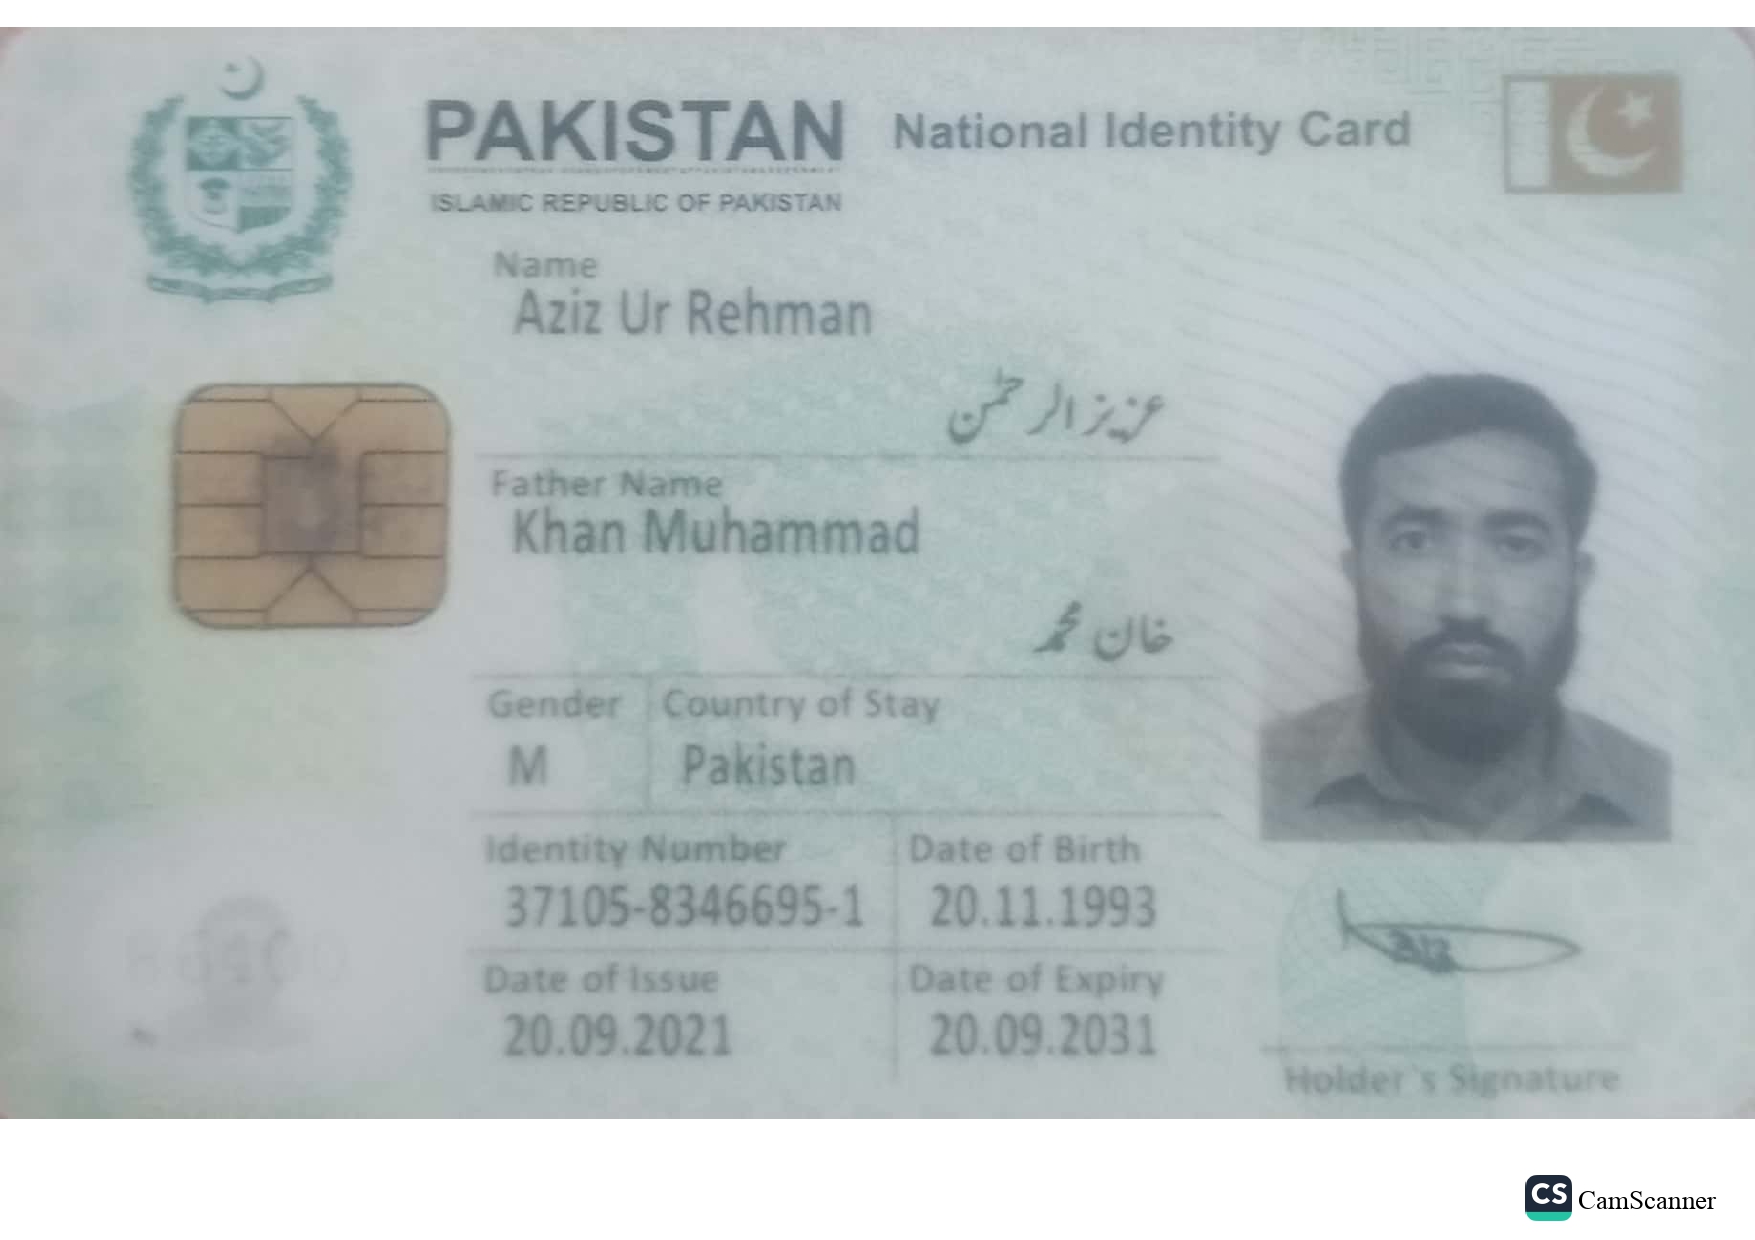 PAKISTAN National Identity Card
ISLAMIC REPUBLIC OF PAKISTAN
Name
Aziz Ur Rehman
عزیز الرحمٰن
Father Name
Khan Muhammad
خان محمد
Gender Country of Stay
M Pakistan
Identity Number Date of Birth
37105-8346695-1 20.11.1993
Date of Issue Date of Expiry
20.09.2021 20.09.2031
Holder`s Signature
CS CamScanner